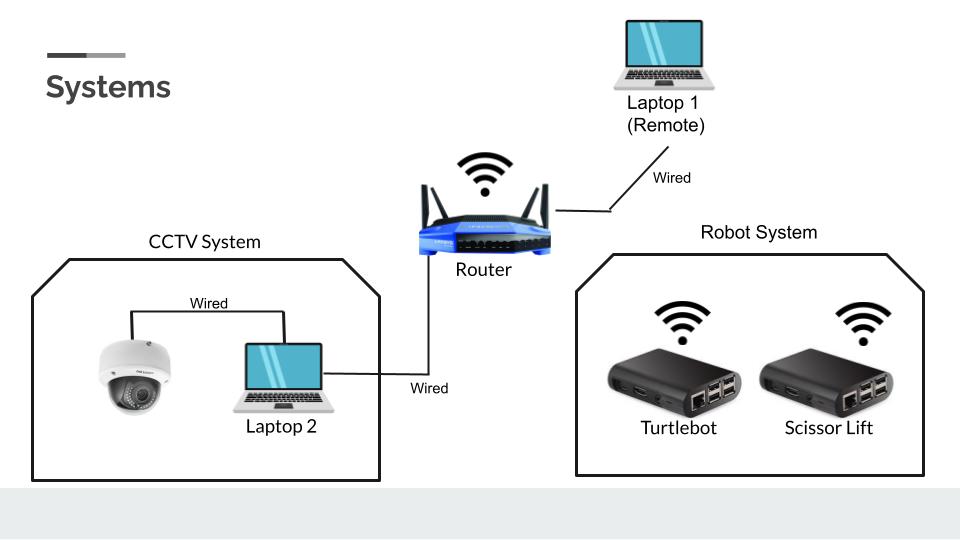 Systems
Laptop 1
(Remote)
Wired
Router
CCTV System
Wired
Laptop 2
Wired
Robot System
Turtlebot
Scissor Lift